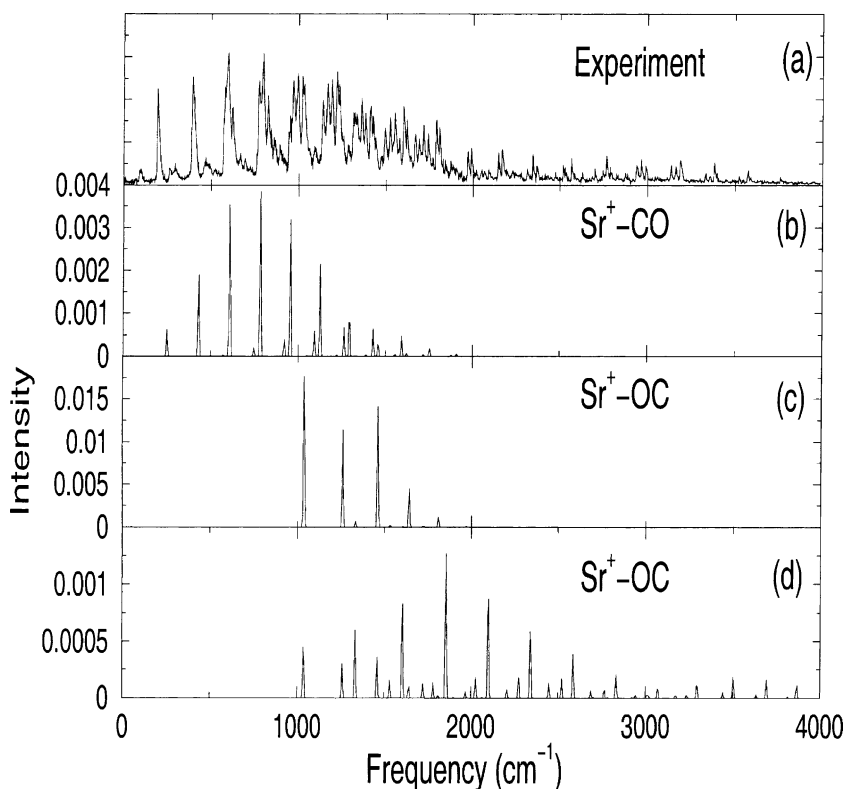 Experiment (a)
0.004
Sr+−CO (b)
0.003
0.002
0.001
0
Sr+−OC (c)
0.015
0.01
0.005
0
Sr+−OC (d)
0.001
0.0005
0
Intensity
0 1000 2000 3000 4000
Frequency (cm−1)